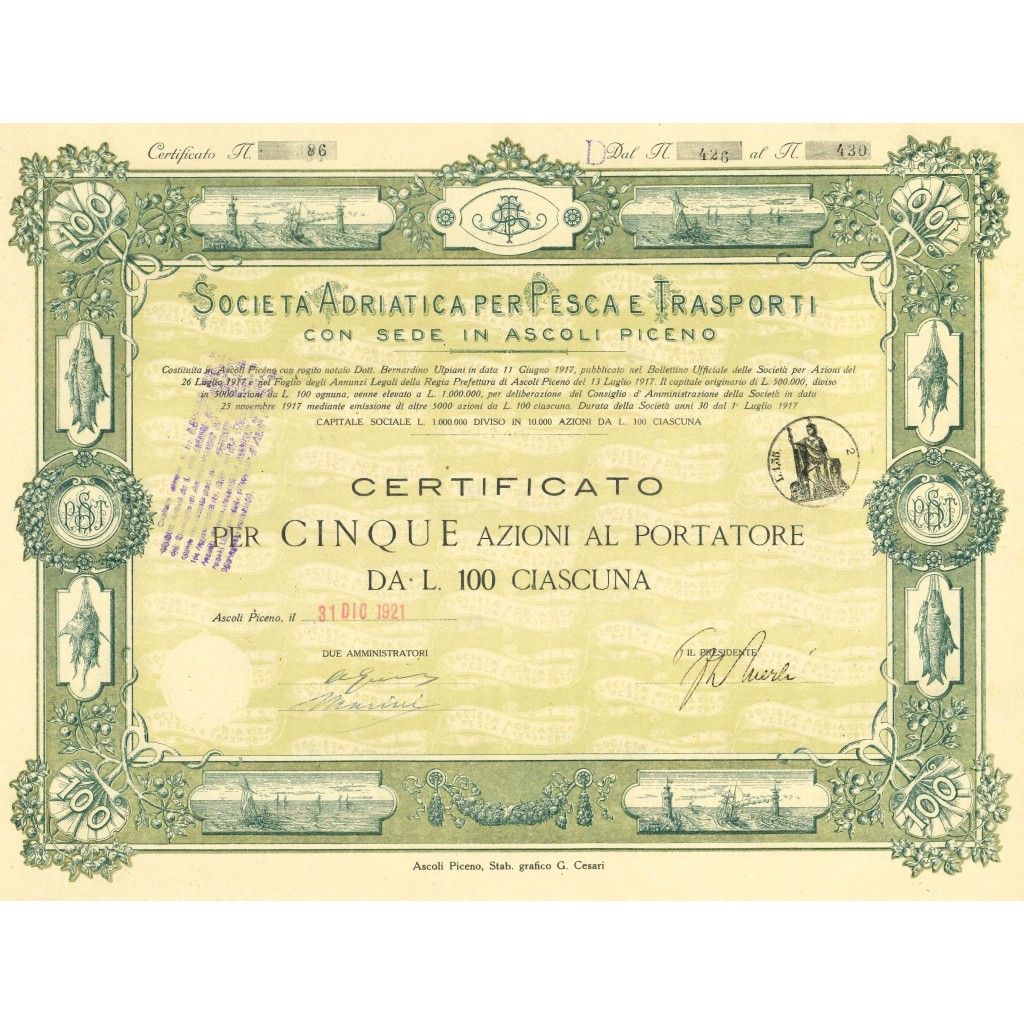 Certificato N. 386
D Dal N. 426 al N. 430
100 100
SOCIETÀ ADRIATICA PER PESCA E TRASPORTI
CON SEDE IN ASCOLI PICENO
Costituita in Ascoli Piceno con rogito notaio Dott. Bernardino Ulpiani in data 11 Giugno 1917, pubblicato nel Bollettino Ufficiale delle Società per Azioni del
26 Luglio 1917 e nel Foglio degli Annunzi Legali della Regia Prefettura di Ascoli Piceno del 13 Luglio 1917. Il capitale originario di L. 500.000, diviso
in 5000 azioni da L. 100 ognuna, venne elevato a L. 1.000.000, per deliberazione del Consiglio d'Amministrazione della Società in data
25 novembre 1917 mediante emissione di altre 5000 azioni da L. 100 ciascuna. Durata della Società anni 30 dal 1° Luglio 1917
CAPITALE SOCIALE L. 1.000.000 DIVISO IN 10.000 AZIONI DA L. 100 CIASCUNA
L. 1.58 2
CERTIFICATO
PER CINQUE AZIONI AL PORTATORE
DA L. 100 CIASCUNA
Ascoli Piceno, il 31 DIC 1921
DUE AMMINISTRATORI
IL PRESIDENTE
100 100
Ascoli Piceno, Stab. grafico G. Cesari